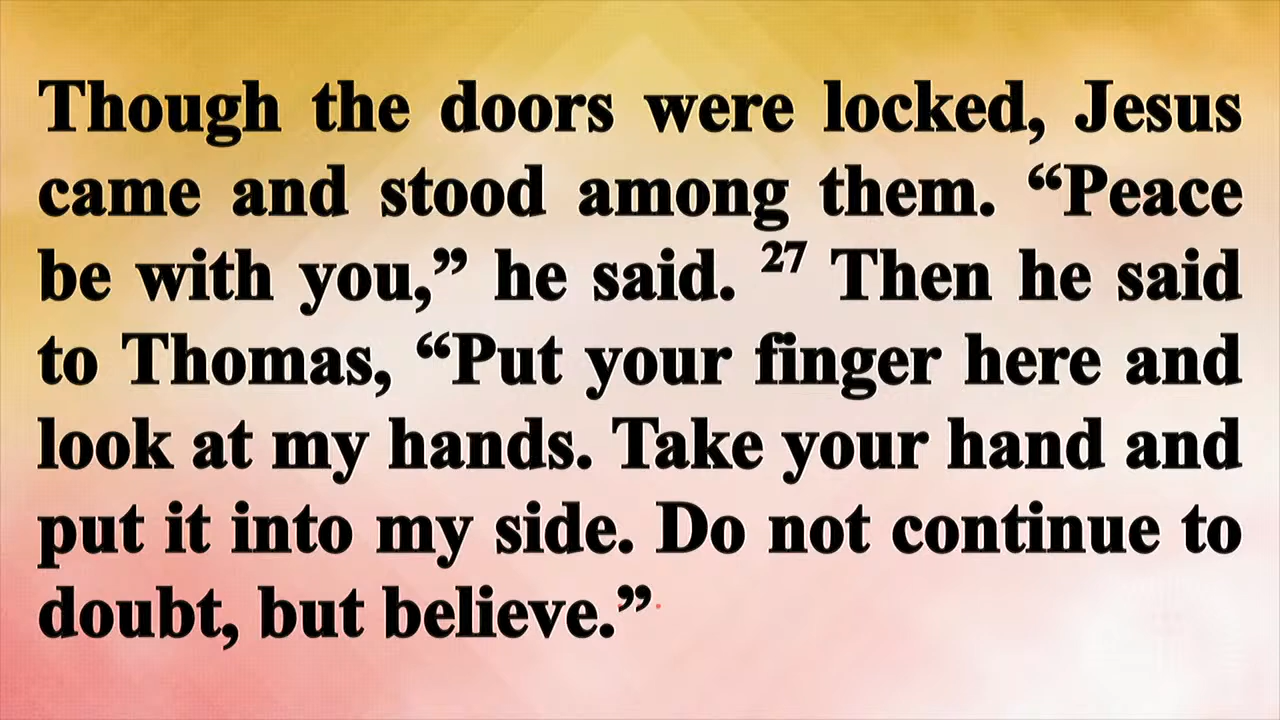 Though the doors were locked, Jesus
came and stood among them. “Peace
be with you,” he said. ²⁷ Then he said
to Thomas, “Put your finger here and
look at my hands. Take your hand and
put it into my side. Do not continue to
doubt, but believe.”